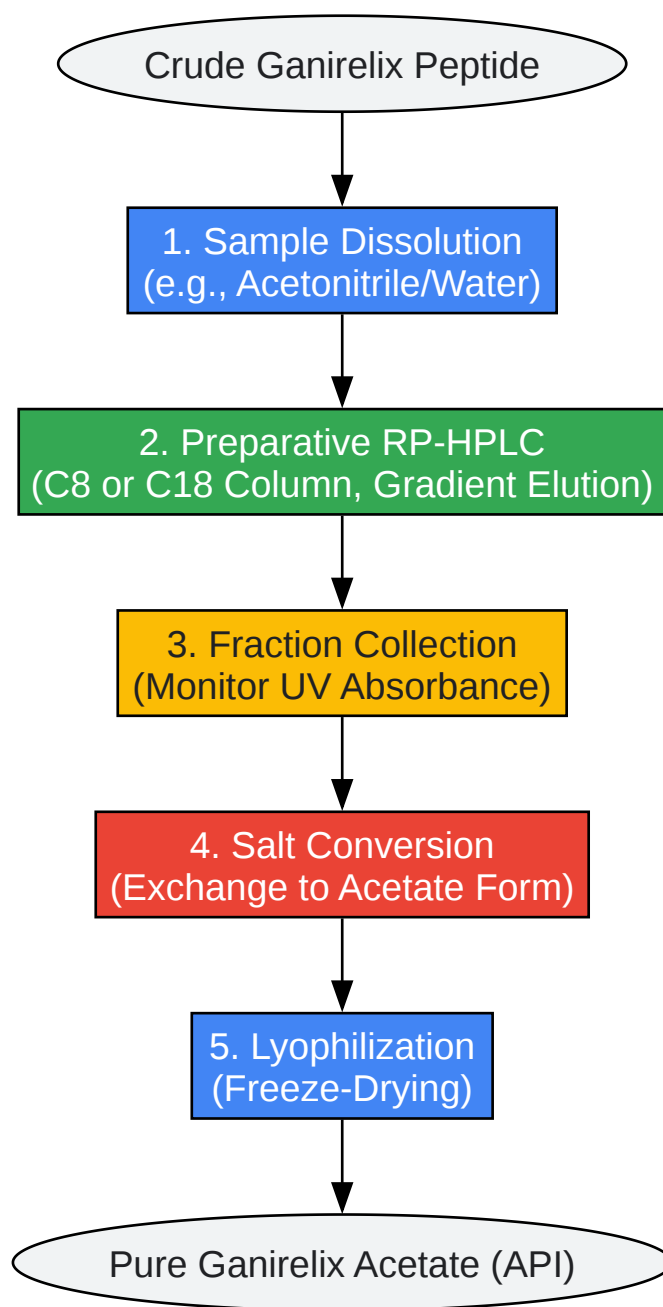 Crude Ganirelix Peptide
1. Sample Dissolution
(e.g., Acetonitrile/Water)
2. Preparative RP-HPLC
(C8 or C18 Column, Gradient Elution)
3. Fraction Collection
(Monitor UV Absorbance)
4. Salt Conversion
(Exchange to Acetate Form)
5. Lyophilization
(Freeze-Drying)
Pure Ganirelix Acetate (API)